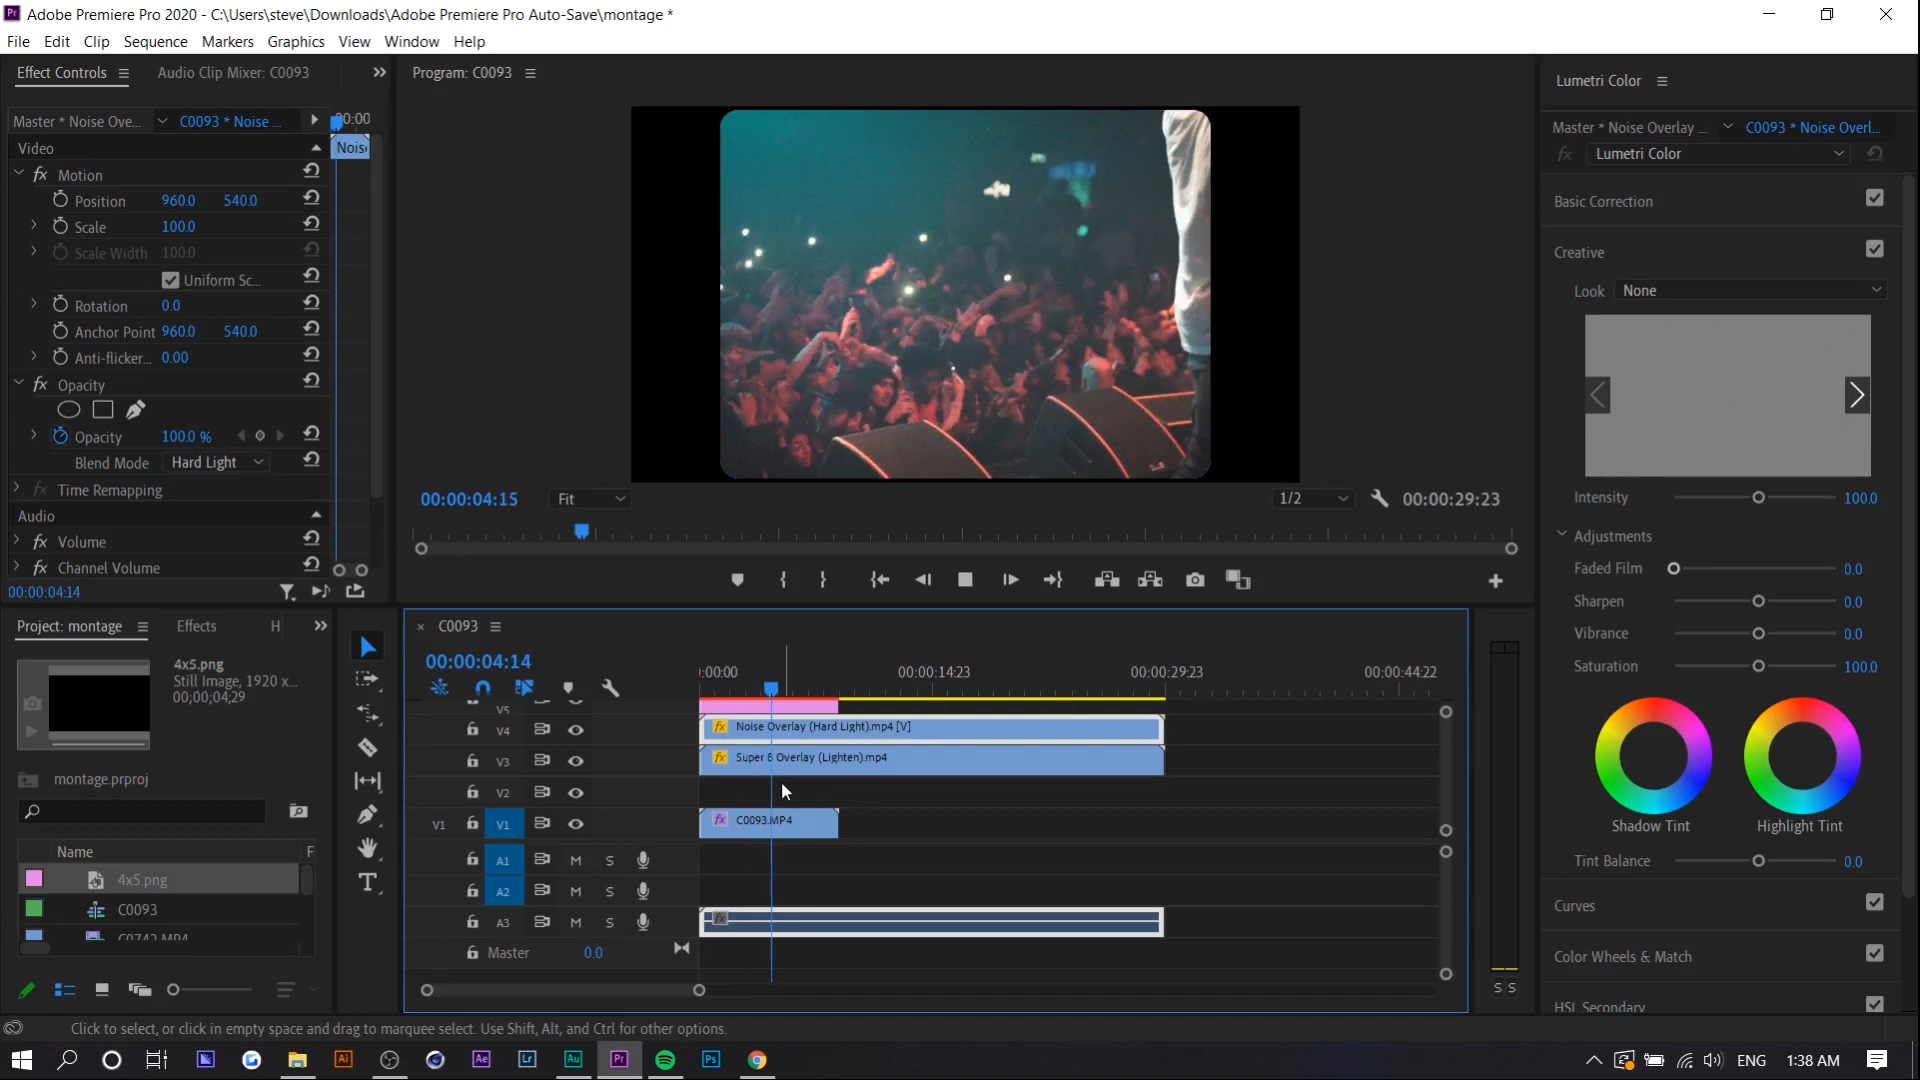 Adobe Premiere Pro 2020 - C:\Users\steve\Downloads\Adobe Premiere Pro Auto-Save\montage *
File Edit Clip Sequence Markers Graphics View Window Help
Effect Controls Audio Clip Mixer: C0093
Program: C0093
Lumetri Color
Master * Noise Ove... C0093 * Noise ... 00:00
Video
Noise
Motion
Position 960.0 540.0
Scale 100.0
Scale Width 100.0
Uniform Sc...
Rotation 0.0
Anchor Point 960.0 540.0
Anti-flicker... 0.00
Opacity
Opacity 100.0 %
Blend Mode Hard Light
Time Remapping
Audio
Volume
Channel Volume
00:00:04:14
00:00:04:15 Fit 1/2 00:00:29:23
Master * Noise Overlay ... C0093 * Noise Overl...
fx Lumetri Color
Basic Correction
Creative
Look None
Intensity 100.0
Adjustments
Faded Film 0.0
Sharpen 0.0
Vibrance 0.0
Saturation 100.0
Shadow Tint Highlight Tint
Tint Balance 0.0
Curves
Color Wheels & Match
HSL Secondary
Project: montage Effects H
4x5.png
Still Image, 1920 x...
00;00;04;29
montage.prproj
Name F
4x5.png
C0093
C0742.MP4
× C0093
00:00:04:14
:00:00 00:00:14:23 00:00:29:23 00:00:44:22
V5
V4 fx Noise Overlay (Hard Light).mp4 [V]
V3 fx Super 8 Overlay (Lighten).mp4
V2
V1 V1 fx C0093.MP4
A1 M S
A2 M S
A3 M S fx
Master 0.0
S S
Click to select, or click in empty space and drag to marquee select. Use Shift, Alt, and Ctrl for other options.
Ai Ae Lr Au Pr Ps ENG 1:38 AM